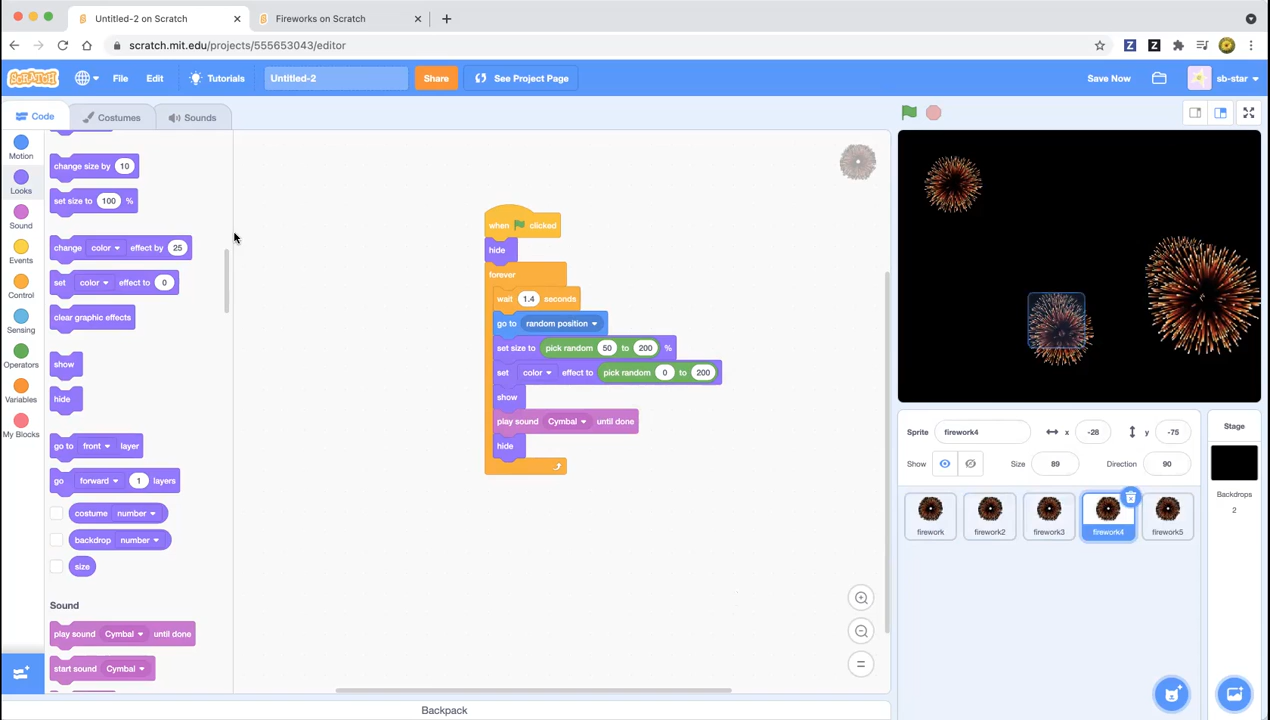 Untitled-2 on Scratch
Fireworks on Scratch
scratch.mit.edu/projects/555653043/editor
SCRATCH
File
Edit
Tutorials
Untitled-2
Share
See Project Page
Save Now
sb-star
Code
Costumes
Sounds
Motion
Looks
Sound
Events
Control
Sensing
Operators
Variables
My Blocks
change size by 10
set size to 100 %
change color effect by 25
set color effect to 0
clear graphic effects
show
hide
go to front layer
go forward 1 layers
costume number
backdrop number
size
Sound
play sound Cymbal until done
start sound Cymbal
when clicked
hide
forever
wait 1.4 seconds
go to random position
set size to pick random 50 to 200 %
set color effect to pick random 0 to 200
show
play sound Cymbal until done
hide
Backpack
Sprite firework4 x -28 y -75
Show Size 89 Direction 90
firework
firework2
firework3
firework4
firework5
Stage
Backdrops
2